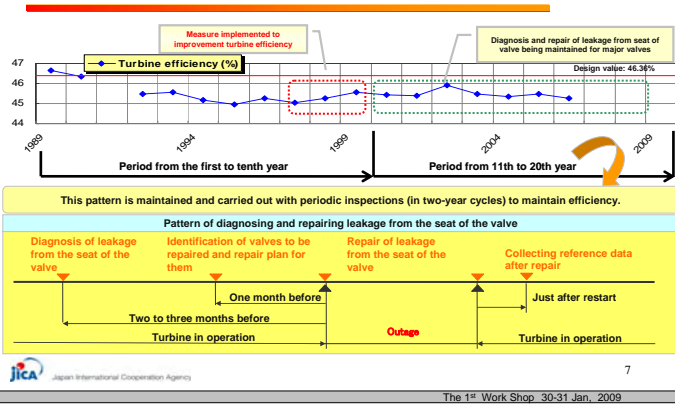 Measure implemented to
improvement turbine efficiency
Diagnosis and repair of leakage from seat of
valve being maintained for major valves
Turbine efficiency (%)
Design value: 46.36%
47
46
45
44
1989
1994
1999
2004
2009
Period from the first to tenth year
Period from 11th to 20th year
This pattern is maintained and carried out with periodic inspections (in two-year cycles) to maintain efficiency.
Pattern of diagnosing and repairing leakage from the seat of the valve
Diagnosis of leakage
from the seat of the
valve
Identification of valves to be
repaired and repair plan for
them
Repair of leakage
from the seat of the
valve
Collecting reference data
after repair
One month before
Just after restart
Two to three months before
Turbine in operation
Outage
Turbine in operation
jICA
Japan International Cooperation Agency
7
The 1st Work Shop 30-31 Jan, 2009